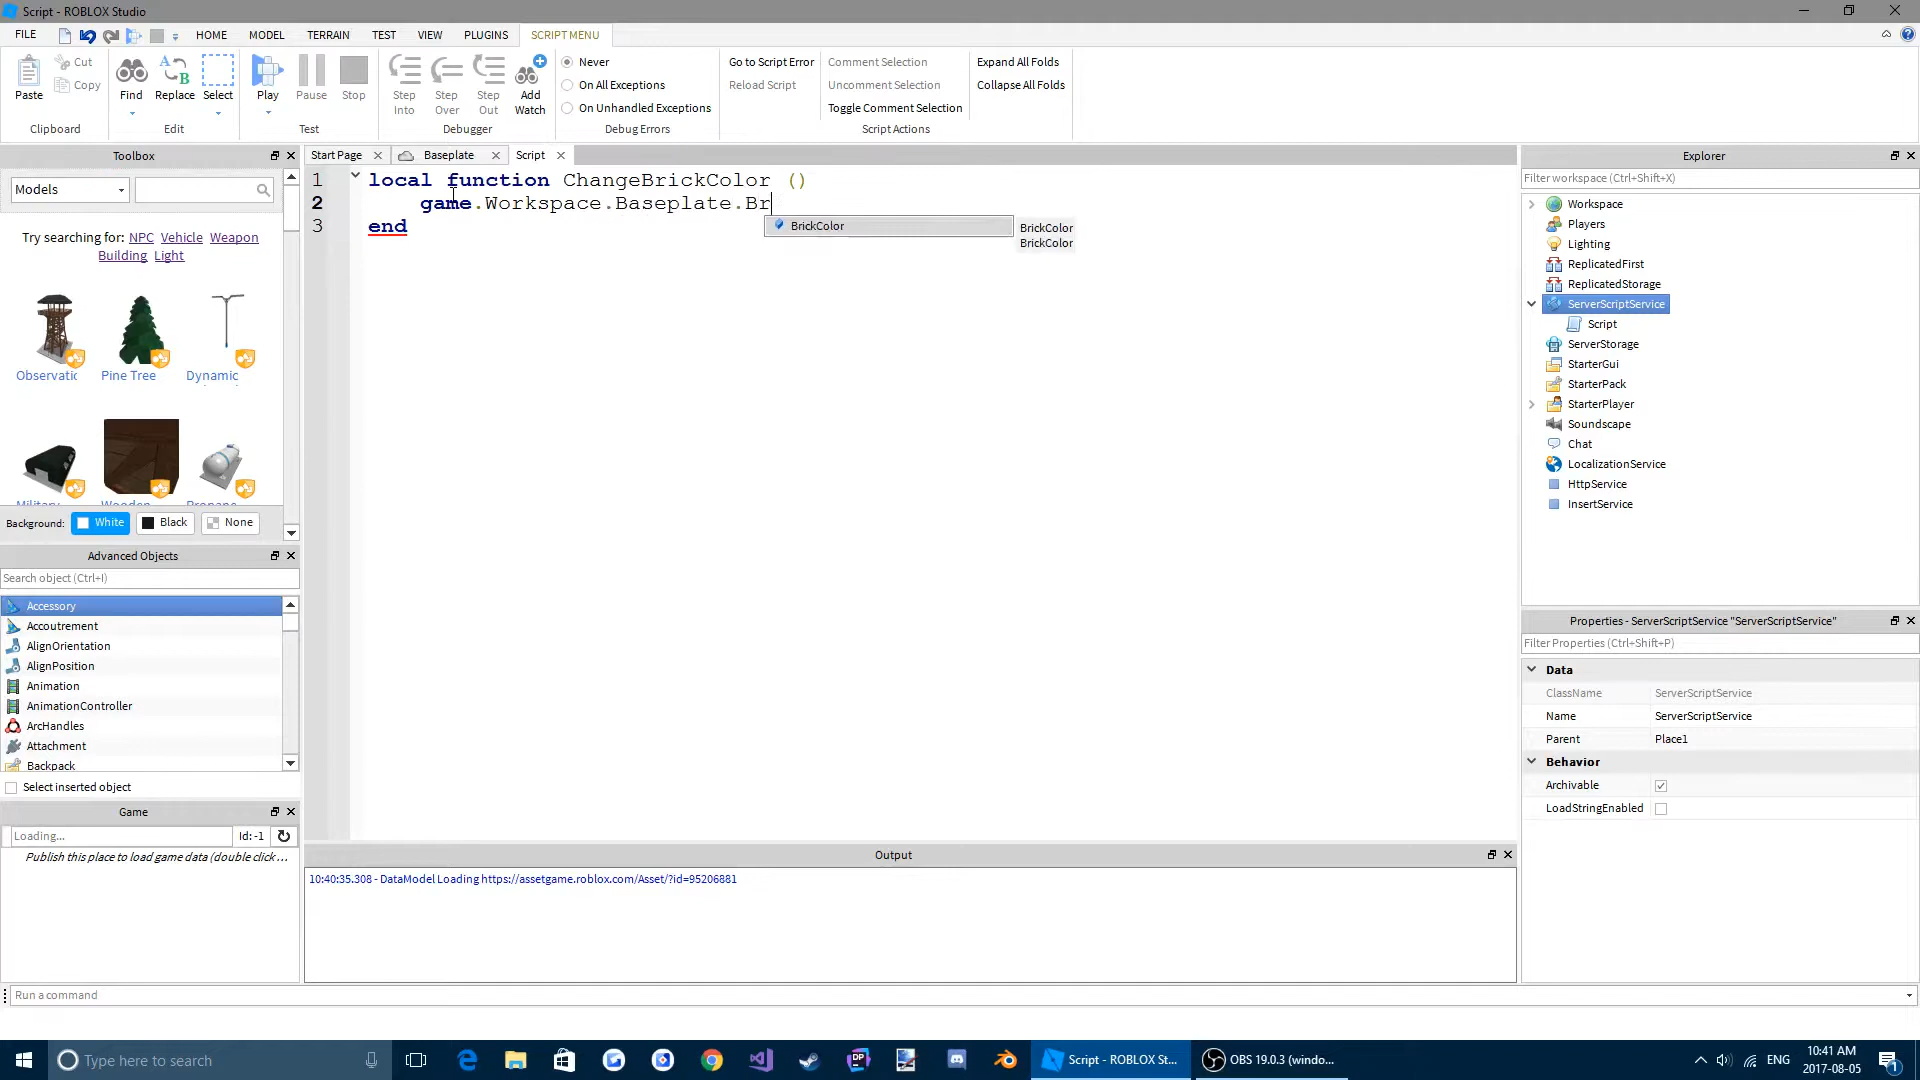 Script - ROBLOX Studio
FILE
HOME
MODEL
TERRAIN
TEST
VIEW
PLUGINS
SCRIPT MENU
Paste
Cut
Copy
Clipboard
Find
Replace
Select
Edit
Play
Pause
Stop
Test
Step Into
Step Over
Step Out
Add Watch
Debugger
Never
On All Exceptions
On Unhandled Exceptions
Debug Errors
Go to Script Error
Reload Script
Comment Selection
Uncomment Selection
Toggle Comment Selection
Script Actions
Expand All Folds
Collapse All Folds
Toolbox
Models
Try searching for: NPC Vehicle Weapon
Building Light
Observatic
Pine Tree
Dynamic
Military
Wooden
Propane
Background: White Black None
Advanced Objects
Search object (Ctrl+I)
Accessory
Accoutrement
AlignOrientation
AlignPosition
Animation
AnimationController
ArcHandles
Attachment
Backpack
Select inserted object
Game
Loading... Id: -1
Publish this place to load game data (double click ...
Start Page
Baseplate
Script
1 local function ChangeBrickColor ()
2 game.Workspace.Baseplate.Br
3 end
BrickColor
BrickColor
BrickColor
Output
10:40:35.308 - DataModel Loading https://assetgame.roblox.com/Asset/?id=95206881
Run a command
Explorer
Filter workspace (Ctrl+Shift+X)
Workspace
Players
Lighting
ReplicatedFirst
ReplicatedStorage
ServerScriptService
Script
ServerStorage
StarterGui
StarterPack
StarterPlayer
Soundscape
Chat
LocalizationService
HttpService
InsertService
Properties - ServerScriptService "ServerScriptService"
Filter Properties (Ctrl+Shift+P)
Data
ClassName ServerScriptService
Name ServerScriptService
Parent Place1
Behavior
Archivable
LoadStringEnabled
Type here to search
Script - ROBLOX St...
OBS 19.0.3 (windo...
ENG
10:41 AM
2017-08-05
1